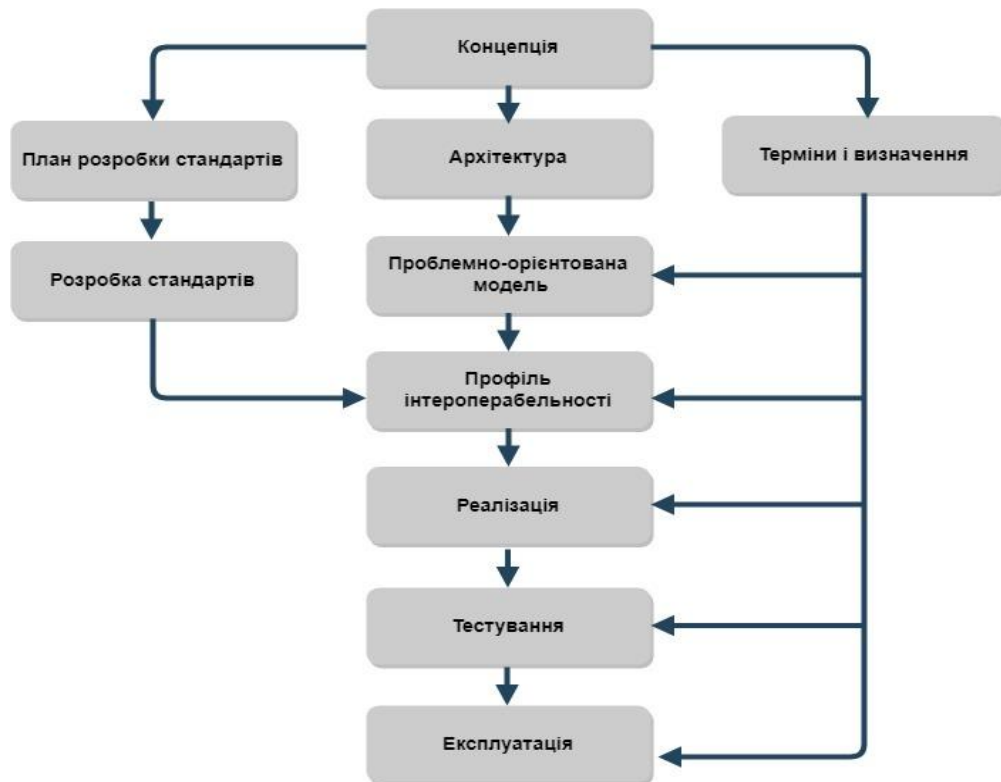 Концепція
План розробки стандартів
Архітектура
Терміни і визначення
Розробка стандартів
Проблемно-орієнтована
модель
Профіль
інтероперабельності
Реалізація
Тестування
Експлуатація